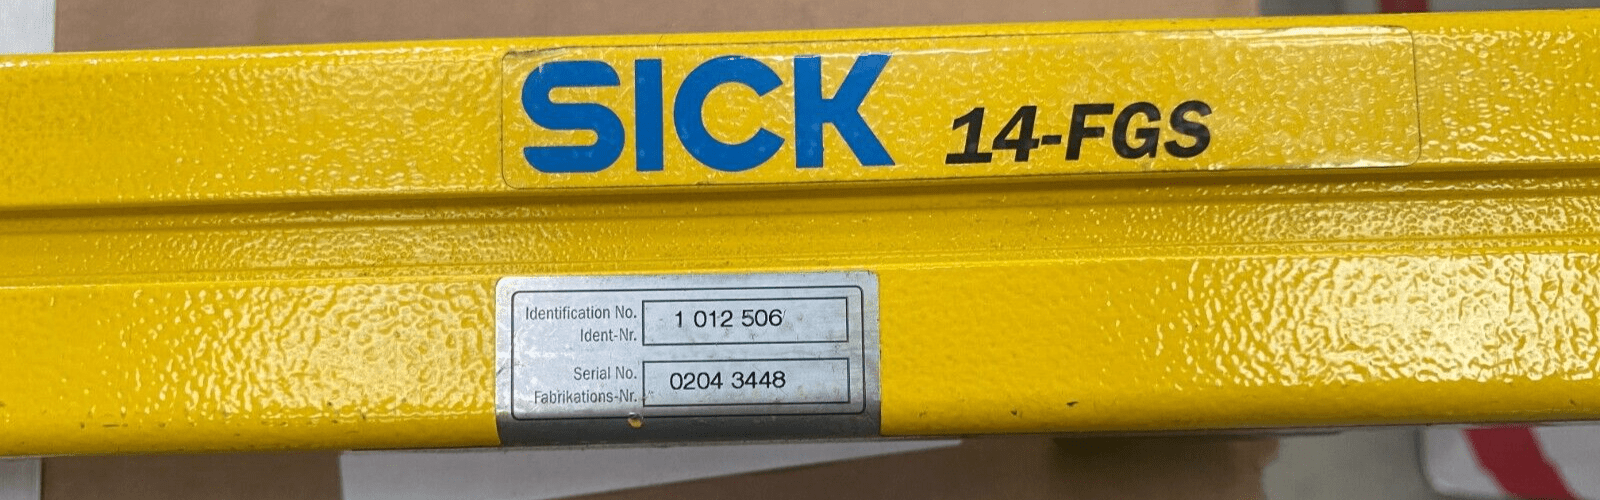 SICK 14-FGS
Identification No. 1 012 506
Ident-Nr.
Serial No. 0204 3448
Fabrikations-Nr.